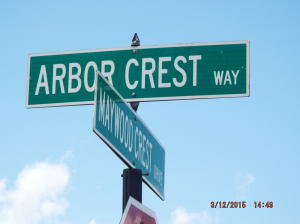 ARBOR CREST WAY
MAYWOOD CREST
3/12/2015 14:49